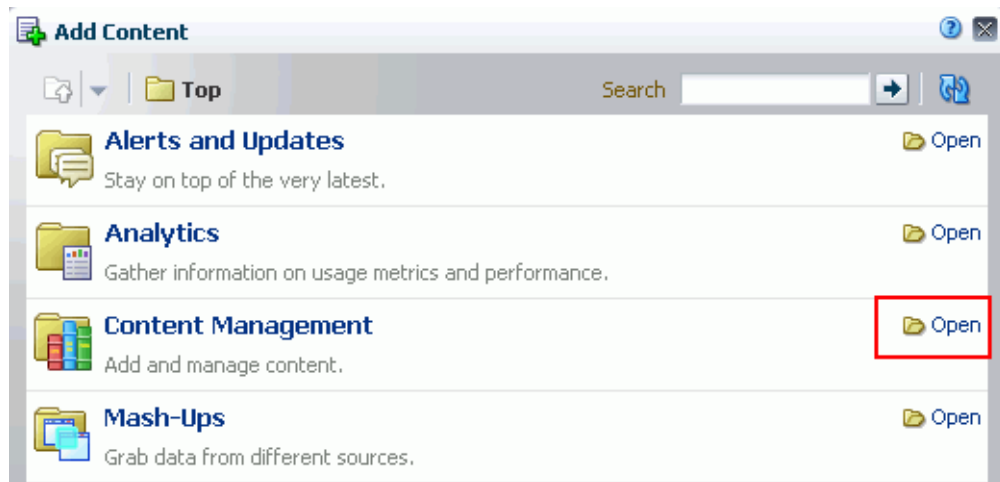 Add Content
Top Search
Alerts and Updates Open
Stay on top of the very latest.
Analytics Open
Gather information on usage metrics and performance.
Content Management Open
Add and manage content.
Mash-Ups Open
Grab data from different sources.